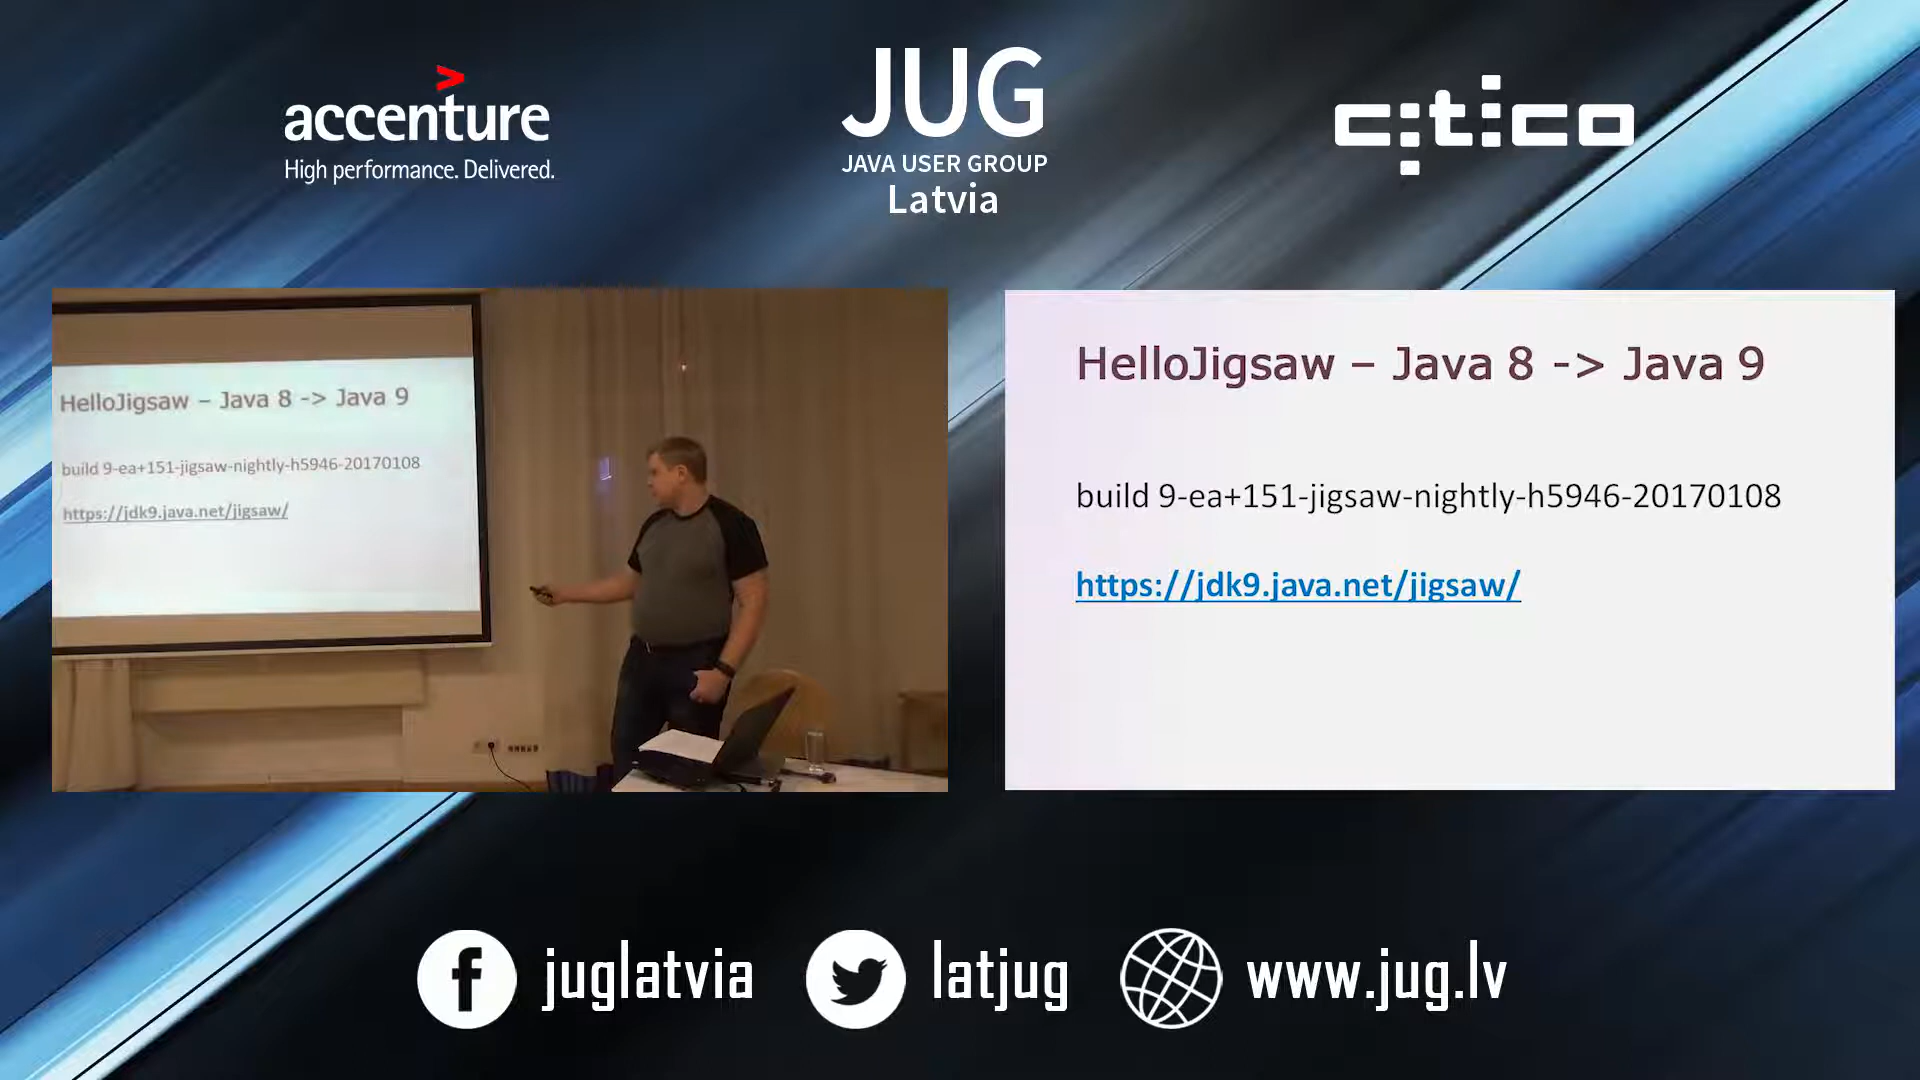 accenture
High performance. Delivered.
JUG
JAVA USER GROUP
Latvia
citico
HelloJigsaw – Java 8 -> Java 9
build 9-ea+151-jigsaw-nightly-h5946-20170108
https://jdk9.java.net/jigsaw/
HelloJigsaw – Java 8 -> Java 9
build 9-ea+151-jigsaw-nightly-h5946-20170108
https://jdk9.java.net/jigsaw/
juglatvia
latjug
www.jug.lv